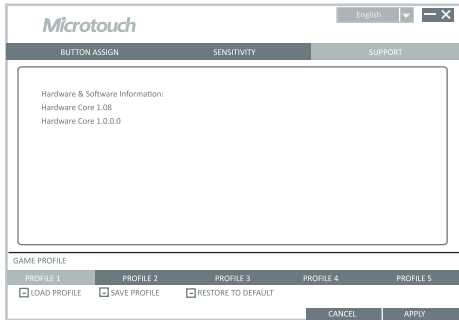 Microtouch
English
BUTTON ASSIGN SENSITIVITY SUPPORT
Hardware & Software Information:
Hardware Core 1.08
Hardware Core 1.0.0.0
GAME PROFILE
PROFILE 1 PROFILE 2 PROFILE 3 PROFILE 4 PROFILE 5
LOAD PROFILE SAVE PROFILE RESTORE TO DEFAULT
CANCEL APPLY